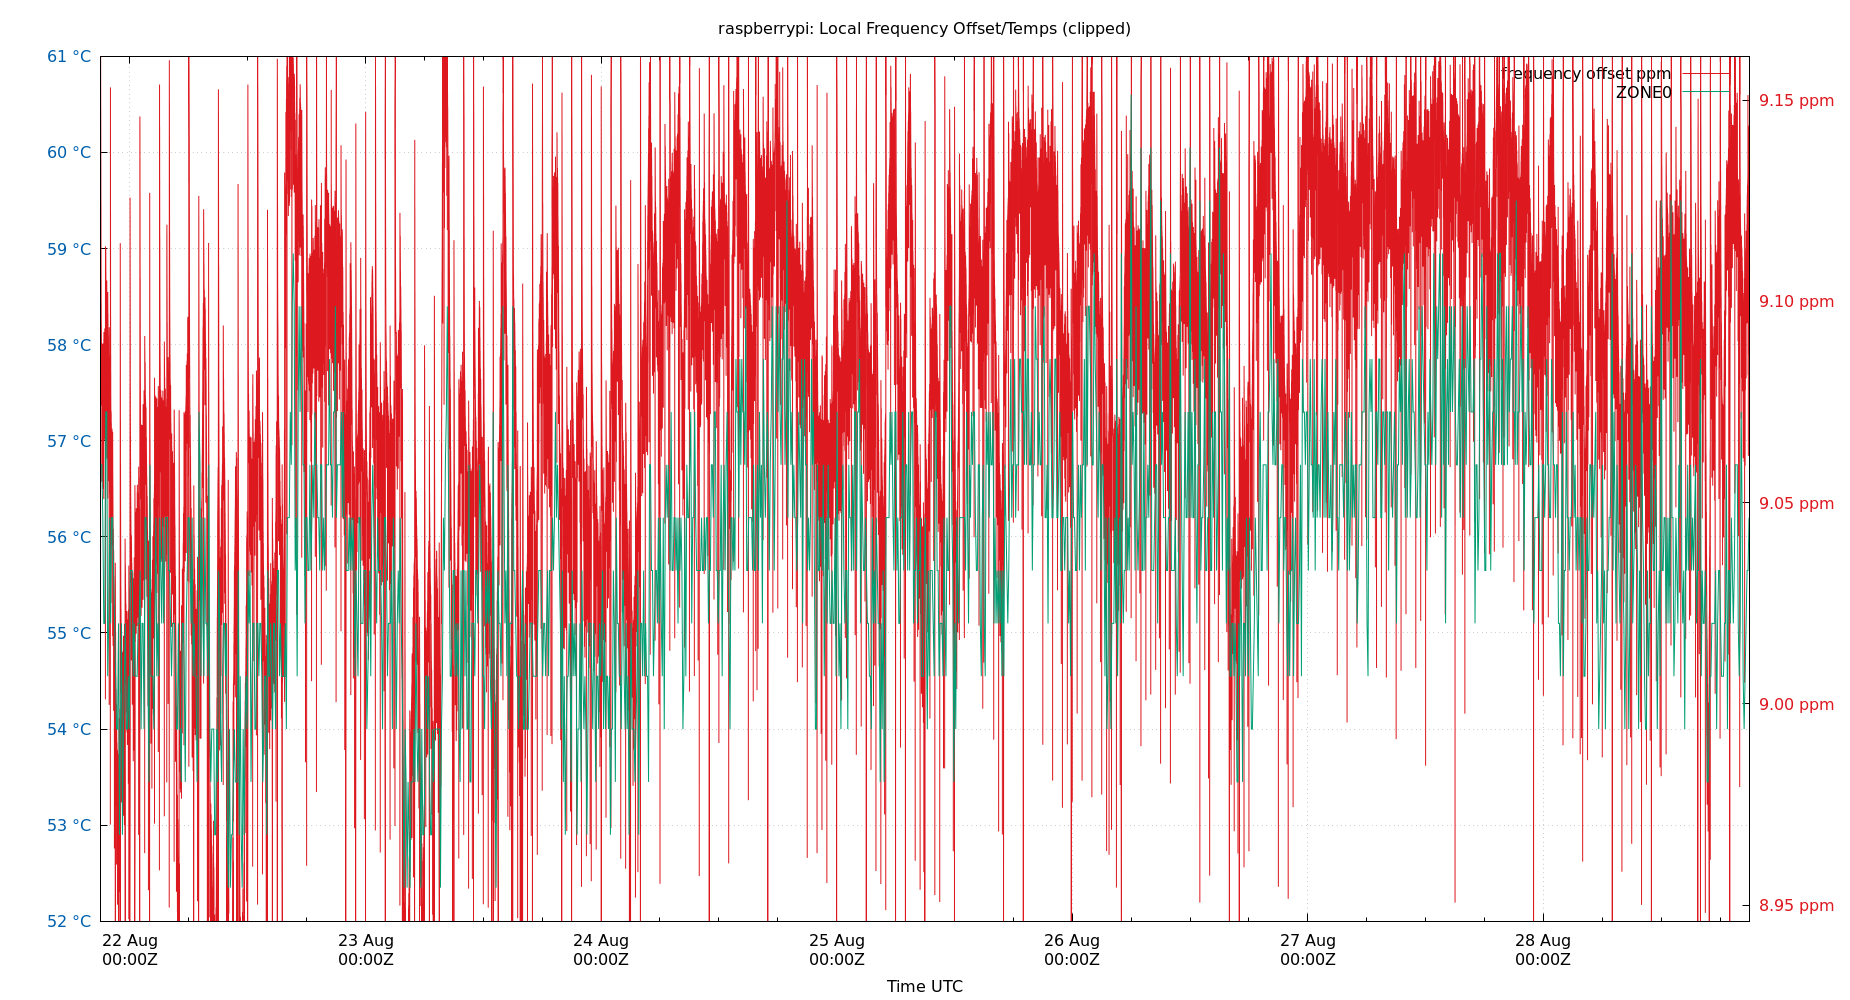 raspberrypi: Local Frequency Offset/Temps (clipped)
61 °C
60 °C
59 °C
58 °C
57 °C
56 °C
55 °C
54 °C
53 °C
52 °C
frequency offset ppm
ZONE0
9.15 ppm
9.10 ppm
9.05 ppm
9.00 ppm
8.95 ppm
22 Aug
00:00Z
23 Aug
00:00Z
24 Aug
00:00Z
25 Aug
00:00Z
26 Aug
00:00Z
27 Aug
00:00Z
28 Aug
00:00Z
Time UTC